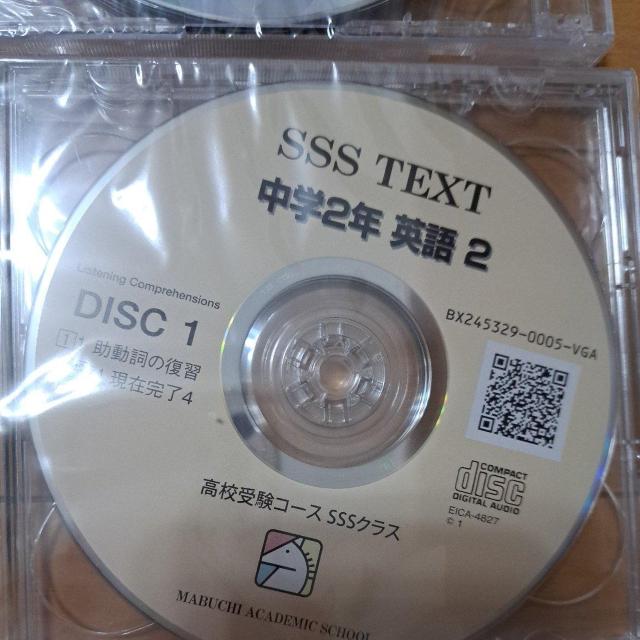 SSS TEXT
中学2年 英語 2
Listening Comprehensions
DISC 1
BX245329-0005-VGA
1 助動詞の復習
現在完了4
COMPACT
disc
DIGITAL AUDIO
EICA-4827
© 1
高校受験コース SSSクラス
MABUCHI ACADEMIC SCHOOL